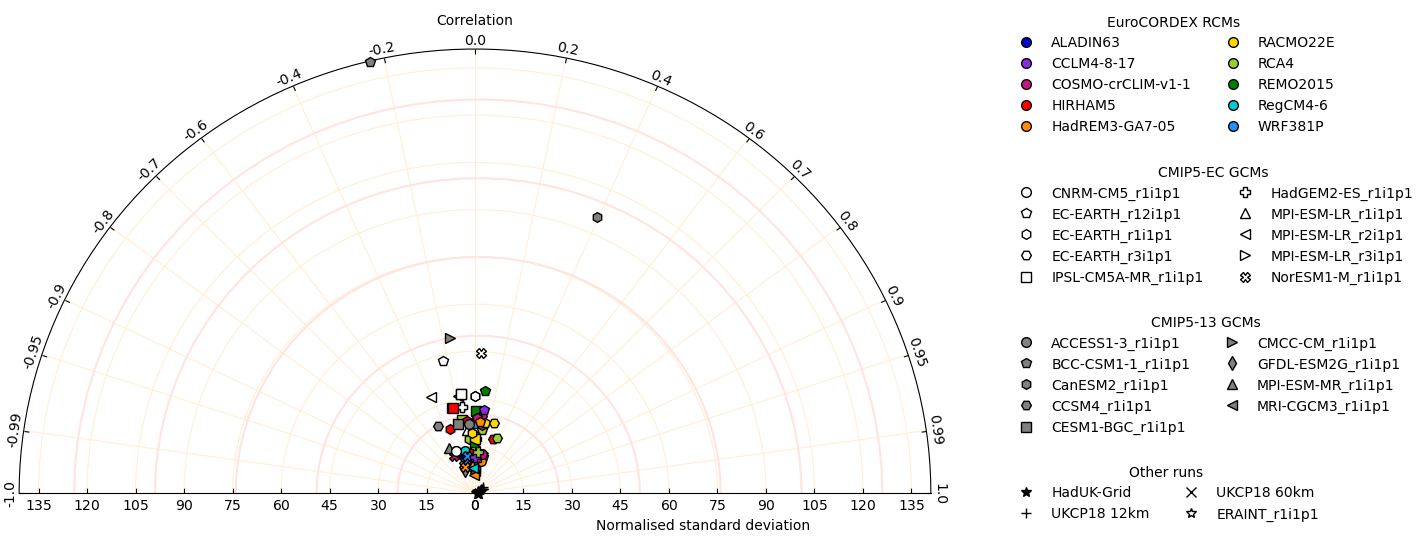 Correlation
-1.0
-0.99
-0.95
-0.9
-0.8
-0.7
-0.6
-0.4
-0.2
0.0
0.2
0.4
0.6
0.7
0.8
0.9
0.95
0.99
1.0
135 120 105 90 75 60 45 30 15 0 15 30 45 60 75 90 105 120 135
Normalised standard deviation
EuroCORDEX RCMs
ALADIN63 RACMO22E
CCLM4-8-17 RCA4
COSMO-crCLIM-v1-1 REMO2015
HIRHAM5 RegCM4-6
HadREM3-GA7-05 WRF381P
CMIP5-EC GCMs
CNRM-CM5_r1i1p1 HadGEM2-ES_r1i1p1
EC-EARTH_r12i1p1 MPI-ESM-LR_r1i1p1
EC-EARTH_r1i1p1 MPI-ESM-LR_r2i1p1
EC-EARTH_r3i1p1 MPI-ESM-LR_r3i1p1
IPSL-CM5A-MR_r1i1p1 NorESM1-M_r1i1p1
CMIP5-13 GCMs
ACCESS1-3_r1i1p1 CMCC-CM_r1i1p1
BCC-CSM1-1_r1i1p1 GFDL-ESM2G_r1i1p1
CanESM2_r1i1p1 MPI-ESM-MR_r1i1p1
CCSM4_r1i1p1 MRI-CGCM3_r1i1p1
CESM1-BGC_r1i1p1
Other runs
HadUK-Grid UKCP18 60km
UKCP18 12km ERAINT_r1i1p1